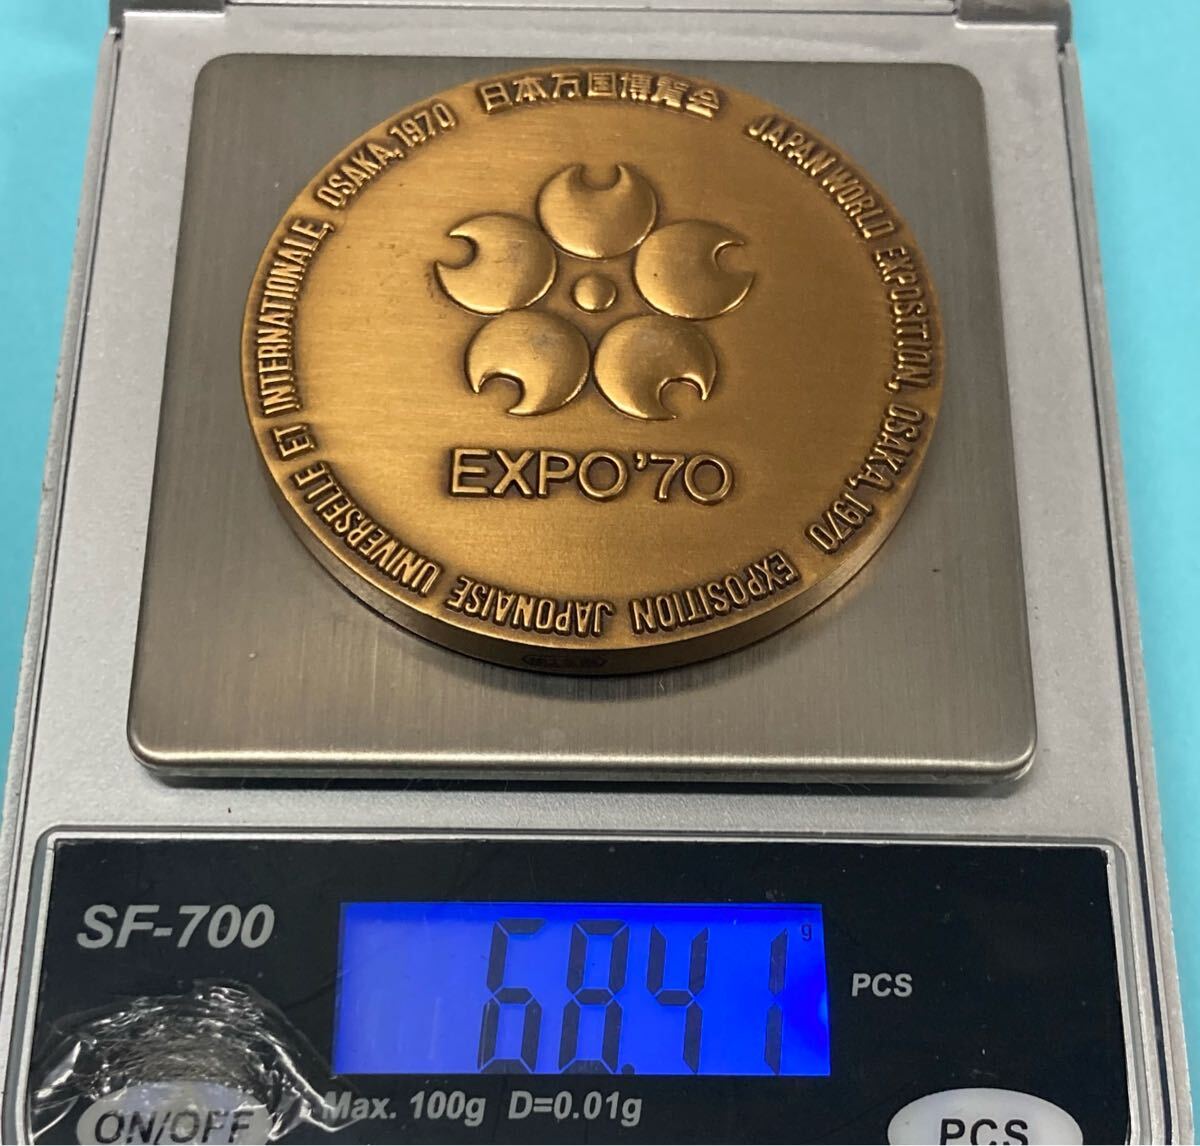 日本万国博覧会
JAPAN WORLD EXPOSITION, OSAKA, 1970
EXPOSITION JAPONAISE UNIVERSELLE ET INTERNATIONALE, OSAKA, 1970
EXPO'70
SF-700
68.41 g
PCS
Max. 100g D=0.01g
ON/OFF
PCS